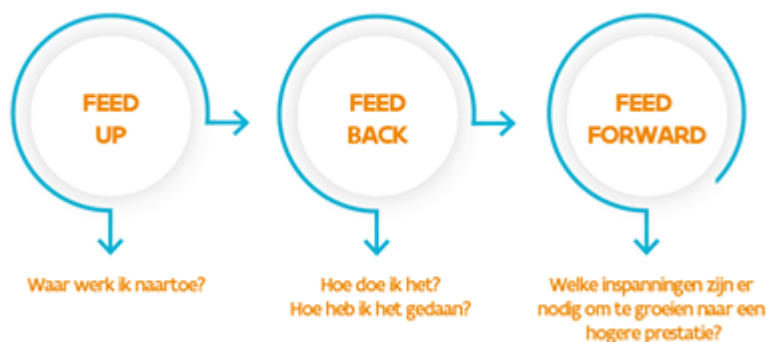 FEED
UP
FEED
BACK
FEED
FORWARD
Waar werk ik naartoe?
Hoe doe ik het?
Hoe heb ik het gedaan?
Welke inspanningen zijn er
nodig om te groeien naar een
hogere prestatie?